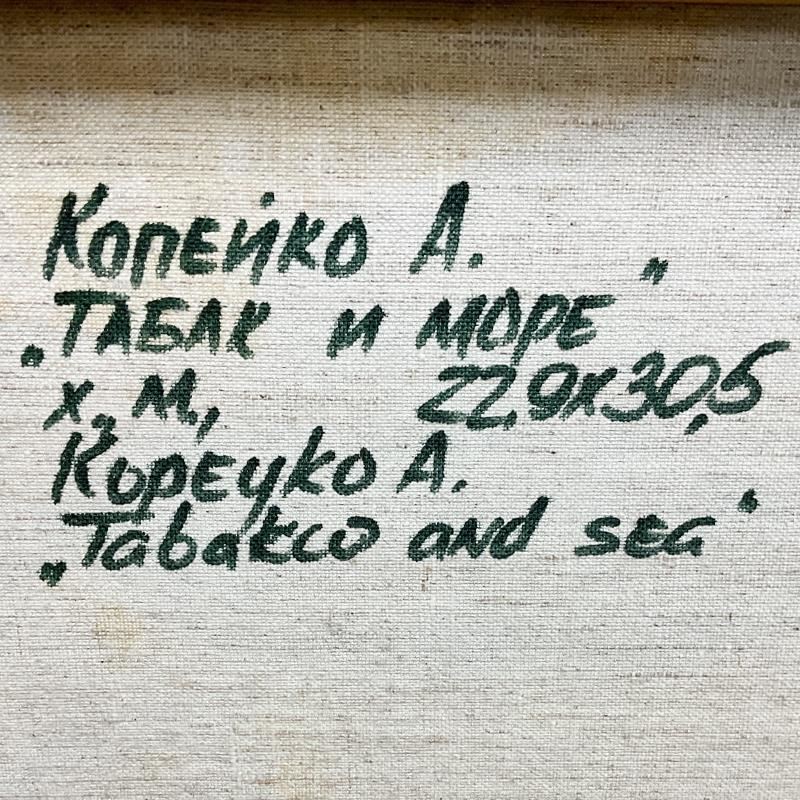 Копейко А.
„ТАБАК И МОРЕ"
х, м,, 22,9х30,5
Kopeyko A.
„Tabakco and sea"